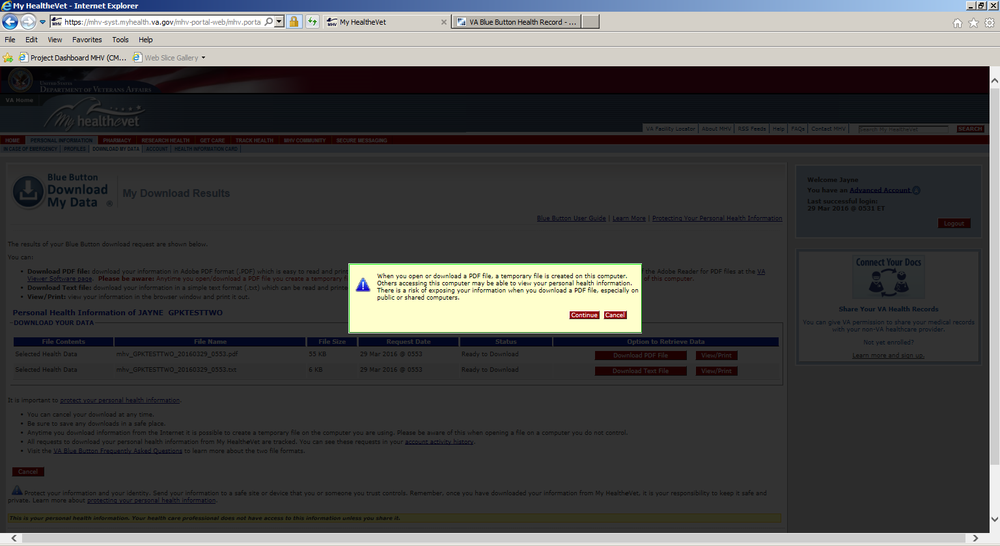 My HealtheVet - Internet Explorer
https://mhv-syst.myhealth.va.gov/mhv-portal-web/mhv.porta
My HealtheVet
VA Blue Button Health Record - ...
File Edit View Favorites Tools Help
Project Dashboard MHV (CM...
Web Slice Gallery
United States
Department of Veterans Affairs
VA Home
My healthevet
VA Facility Locator About MHV RSS Feeds Help FAQs Contact MHV Search My HealtheVet SEARCH
HOME PERSONAL INFORMATION PHARMACY RESEARCH HEALTH GET CARE TRACK HEALTH MHV COMMUNITY SECURE MESSAGING
IN CASE OF EMERGENCY PROFILES DOWNLOAD MY DATA ACCOUNT HEALTH INFORMATION CARD
Blue Button
Download
My Data ®
My Download Results
Blue Button User Guide | Learn More | Protecting Your Personal Health Information
The results of your Blue Button download request are shown below.
You can:
• Download PDF file: download your information in Adobe PDF format (.PDF) which is easy to read and print
of the Adobe Reader for PDF files at the VA
Viewer Software page. Please be aware: Anytime you open/download a PDF file you create a temporary f
of this computer.
• Download Text file: download your information in a simple text format (.txt) which can be read and printe
• View/Print: view your information in the browser window and print it out.
When you open or download a PDF file, a temporary file is created on this computer.
Others accessing this computer may be able to view your personal health information.
There is a risk of exposing your information when you download a PDF file, especially on
public or shared computers.
Continue Cancel
Personal Health Information of JAYNE GPKTESTTWO
DOWNLOAD YOUR DATA
File Contents File Name File Size Request Date Status Option to Retrieve Data
Selected Health Data mhv_GPKTESTTWO_20160329_0553.pdf 55 KB 29 Mar 2016 @ 0553 Ready to Download Download PDF File View/Print
Selected Health Data mhv_GPKTESTTWO_20160329_0553.txt 6 KB 29 Mar 2016 @ 0553 Ready to Download Download Text File View/Print
It is important to protect your personal health information.
• You can cancel your download at any time.
• Be sure to save any downloads in a safe place.
• Anytime you download information from the Internet it is possible to create a temporary file on the computer you are using. Please be aware of this when opening a file on a computer you do not control.
• All requests to download your personal health information from My HealtheVet are tracked. You can see these requests in your account activity history.
• Visit the VA Blue Button Frequently Asked Questions to learn more about the two file formats.
Cancel
Protect your information and your identity. Send your information to a safe site or device that you or someone you trust controls. Remember, once you have downloaded your information from My HealtheVet, it is your responsibility to keep it safe and
private. Learn more about protecting your personal health information.
This is your personal health information. Your health care professional does not have access to this information unless you share it.
Welcome Jayne
You have an Advanced Account A
Last successful login:
29 Mar 2016 @ 0531 ET
Logout
Connect Your Docs
Share Your VA Health Records
You can give VA permission to share your medical records
with your non-VA healthcare provider.
Not yet enrolled?
Learn more and sign up.